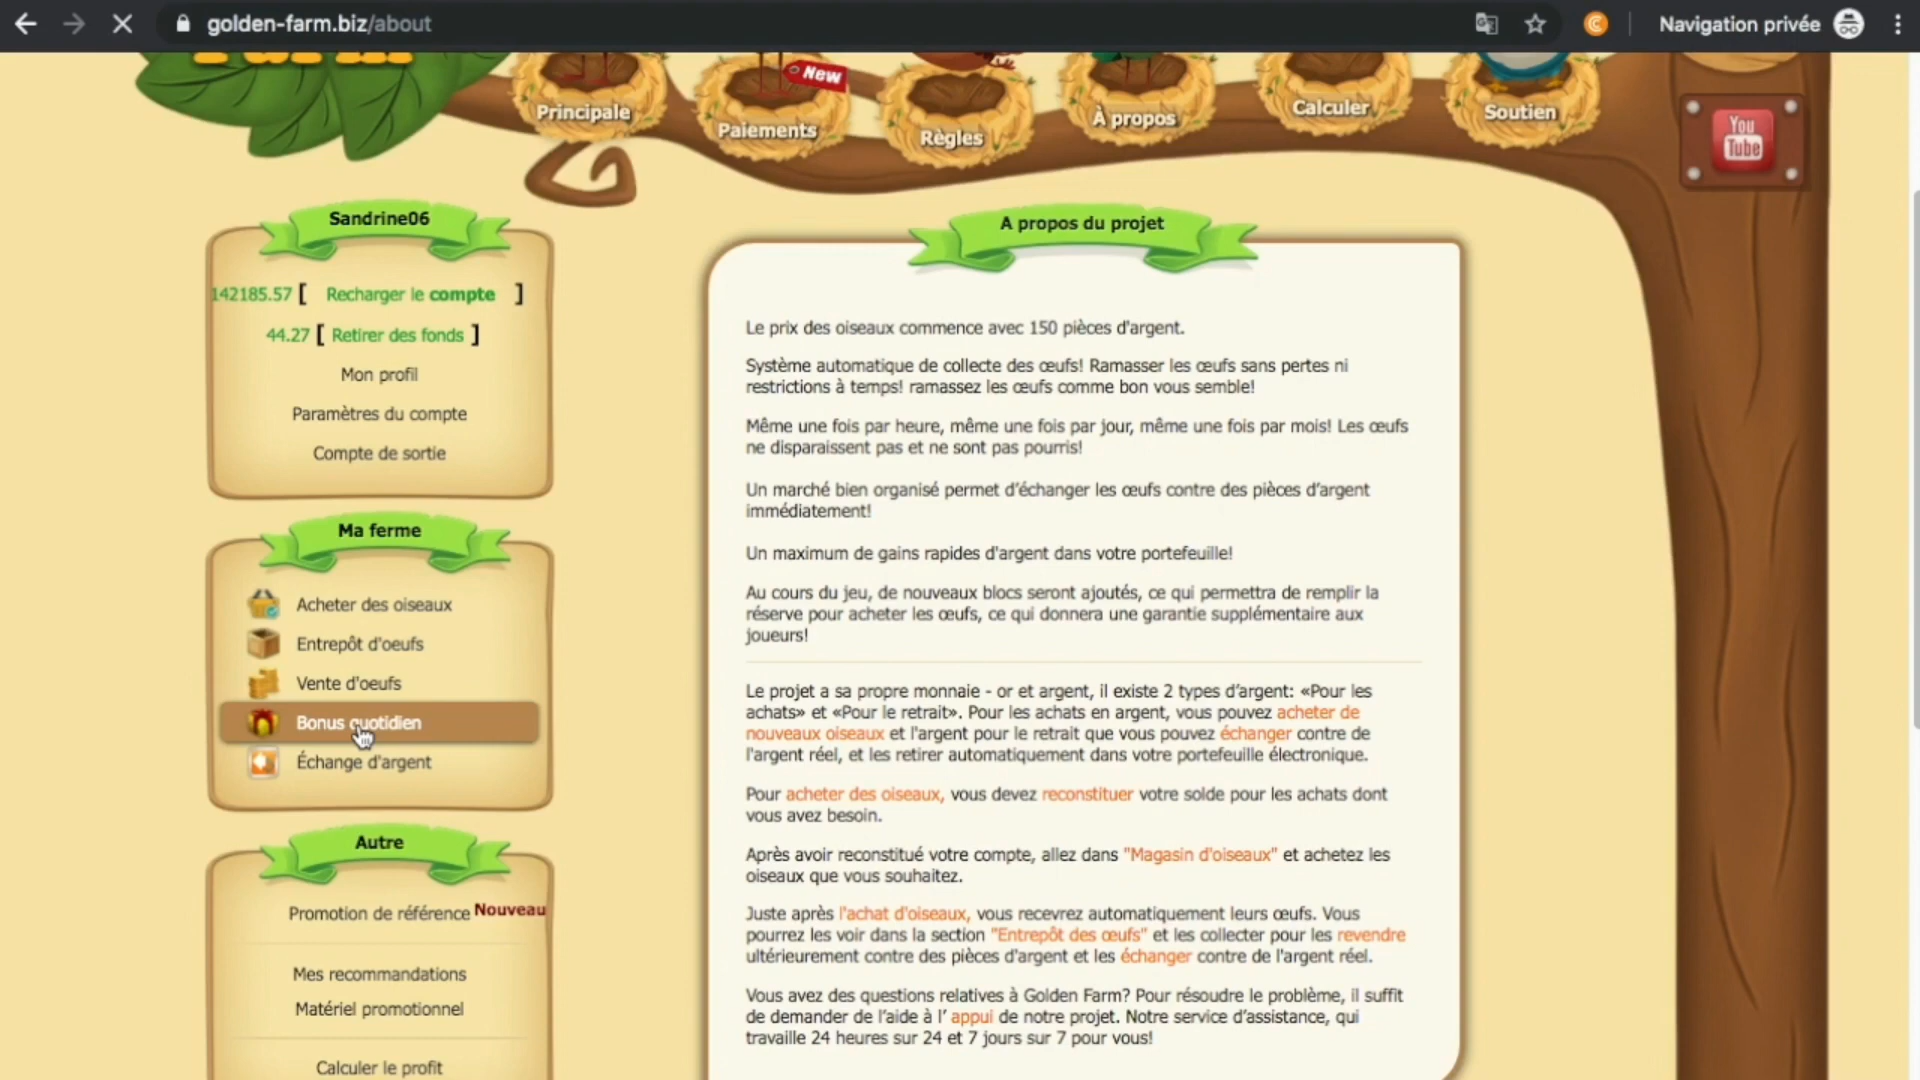 golden-farm.biz/about
Navigation privée
New
Principale
Paiements
Règles
À propos
Calculer
Soutien
You
Tube
Sandrine06
142185.57 [ Recharger le compte ]
44.27 [ Retirer des fonds ]
Mon profil
Paramètres du compte
Compte de sortie
Ma ferme
Acheter des oiseaux
Entrepôt d'oeufs
Vente d'oeufs
Bonus quotidien
Échange d'argent
Autre
Promotion de référence Nouveau
Mes recommandations
Matériel promotionnel
Calculer le profit
A propos du projet
Le prix des oiseaux commence avec 150 pièces d'argent.
Système automatique de collecte des œufs! Ramasser les œufs sans pertes ni
restrictions à temps! ramassez les œufs comme bon vous semble!
Même une fois par heure, même une fois par jour, même une fois par mois! Les œufs
ne disparaissent pas et ne sont pas pourris!
Un marché bien organisé permet d'échanger les œufs contre des pièces d'argent
immédiatement!
Un maximum de gains rapides d'argent dans votre portefeuille!
Au cours du jeu, de nouveaux blocs seront ajoutés, ce qui permettra de remplir la
réserve pour acheter les œufs, ce qui donnera une garantie supplémentaire aux
joueurs!
Le projet a sa propre monnaie - or et argent, il existe 2 types d'argent: «Pour les
achats» et «Pour le retrait». Pour les achats en argent, vous pouvez acheter de
nouveaux oiseaux et l'argent pour le retrait que vous pouvez échanger contre de
l'argent réel, et les retirer automatiquement dans votre portefeuille électronique.
Pour acheter des oiseaux, vous devez reconstituer votre solde pour les achats dont
vous avez besoin.
Après avoir reconstitué votre compte, allez dans "Magasin d'oiseaux" et achetez les
oiseaux que vous souhaitez.
Juste après l'achat d'oiseaux, vous recevrez automatiquement leurs œufs. Vous
pourrez les voir dans la section "Entrepôt des œufs" et les collecter pour les revendre
ultérieurement contre des pièces d'argent et les échanger contre de l'argent réel.
Vous avez des questions relatives à Golden Farm? Pour résoudre le problème, il suffit
de demander de l'aide à l' appui de notre projet. Notre service d'assistance, qui
travaille 24 heures sur 24 et 7 jours sur 7 pour vous!